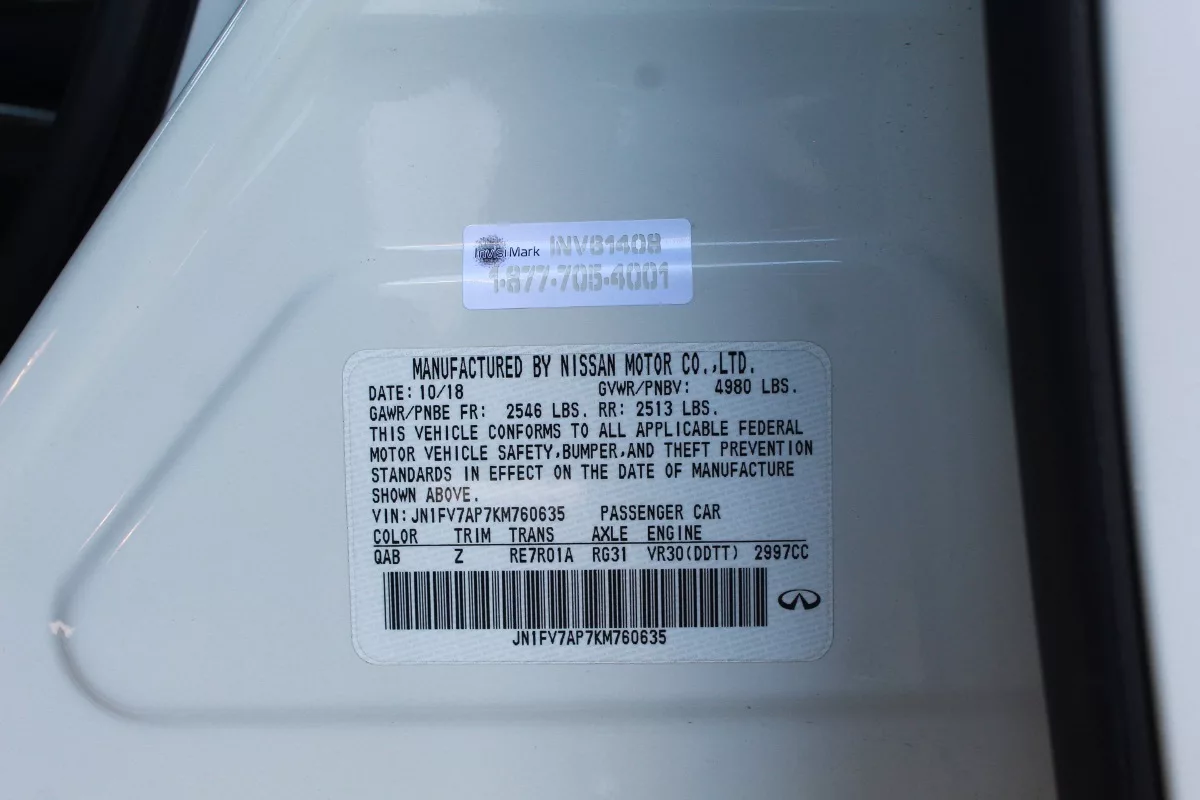 InvisiMark INV81408
1-877-705-4001
MANUFACTURED BY NISSAN MOTOR CO.,LTD.
DATE: 10/18 GVWR/PNBV: 4980 LBS.
GAWR/PNBE FR: 2546 LBS. RR: 2513 LBS.
THIS VEHICLE CONFORMS TO ALL APPLICABLE FEDERAL
MOTOR VEHICLE SAFETY,BUMPER,AND THEFT PREVENTION
STANDARDS IN EFFECT ON THE DATE OF MANUFACTURE
SHOWN ABOVE.
VIN: JN1FV7AP7KM760635 PASSENGER CAR
COLOR TRIM TRANS AXLE ENGINE
QAB Z RE7R01A RG31 VR30(DDTT) 2997CC
JN1FV7AP7KM760635